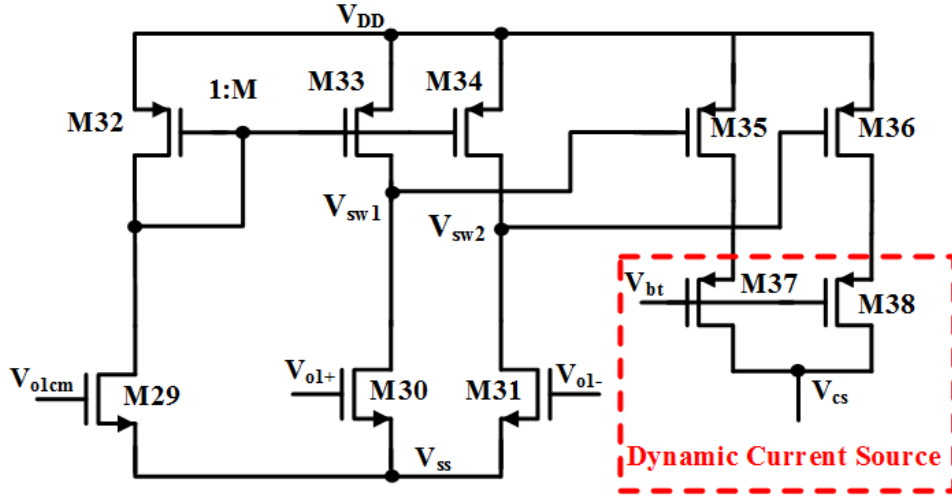 VDD
M33
M34
1:M
M32
M35
M36
Vsw1
Vsw2
Vbt
M37
M38
Vo1cm
M29
Vo1+
M30
M31
Vo1-
Vcs
Vss
Dynamic Current Source